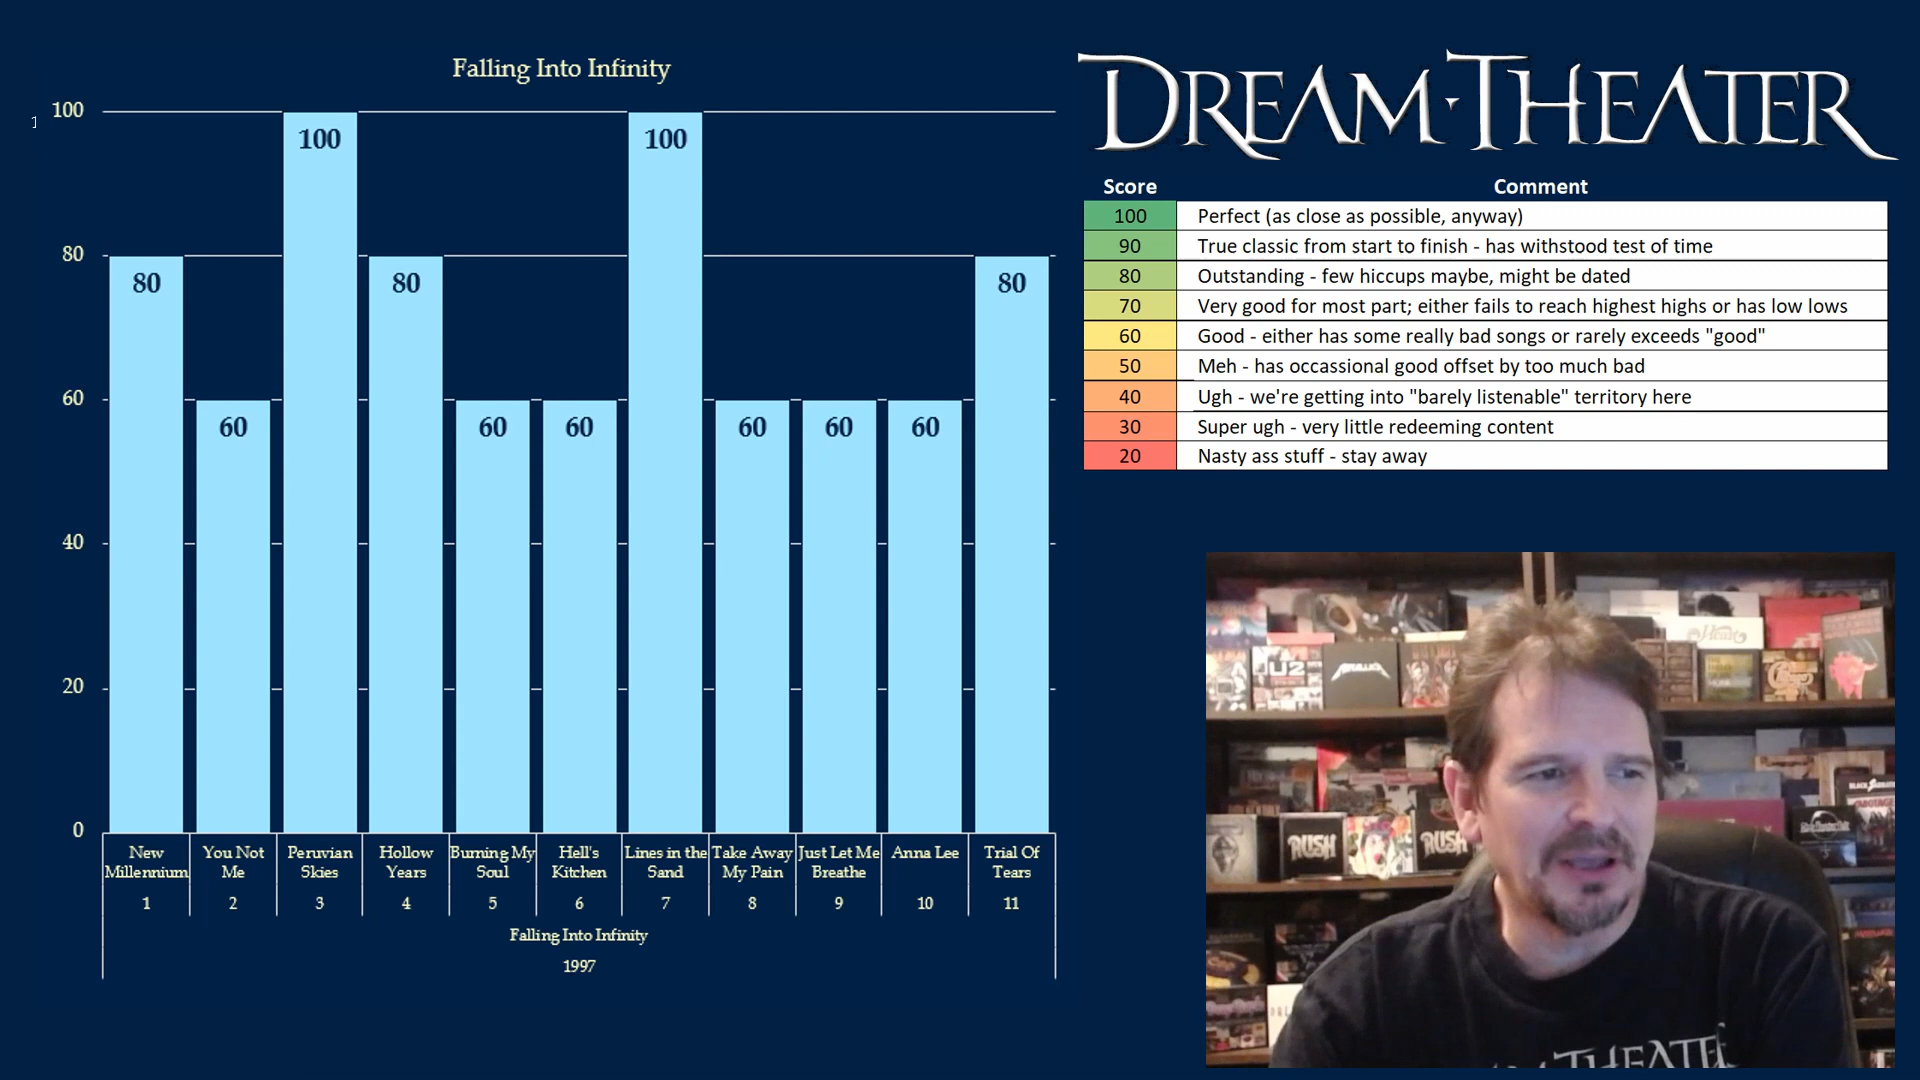 Falling Into Infinity
100
80
60
40
20
0
1
80
60
100
80
60
60
100
60
60
60
80
New Millennium
You Not Me
Peruvian Skies
Hollow Years
Burning My Soul
Hell's Kitchen
Lines in the Sand
Take Away My Pain
Just Let Me Breathe
Anna Lee
Trial Of Tears
1 2 3 4 5 6 7 8 9 10 11
Falling Into Infinity
1997
DREAM THEATER
Score Comment
100 Perfect (as close as possible, anyway)
90 True classic from start to finish - has withstood test of time
80 Outstanding - few hiccups maybe, might be dated
70 Very good for most part; either fails to reach highest highs or has low lows
60 Good - either has some really bad songs or rarely exceeds "good"
50 Meh - has occassional good offset by too much bad
40 Ugh - we're getting into "barely listenable" territory here
30 Super ugh - very little redeeming content
20 Nasty ass stuff - stay away
Heart
U2
METALLICA
Chicago
BLACK SABBATH
SABOTAGE
RUSH
RUSH
THEATE